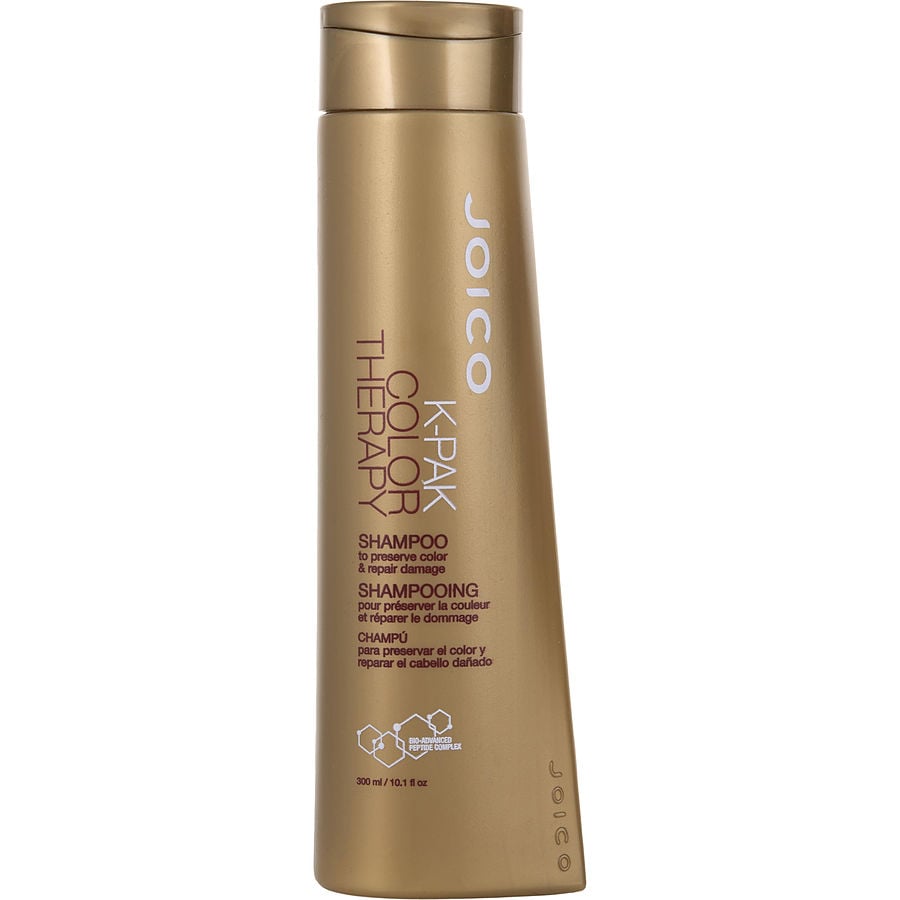 JOICO
K-PAK
COLOR
THERAPY
SHAMPOO
to preserve color
& repair damage
SHAMPOOING
pour préserver la couleur
et réparer le dommage
CHAMPÚ
para preservar el color y
reparar el cabello dañado
BIO-ADVANCED
PEPTIDE COMPLEX
300 ml / 10.1 fl oz
JOICO